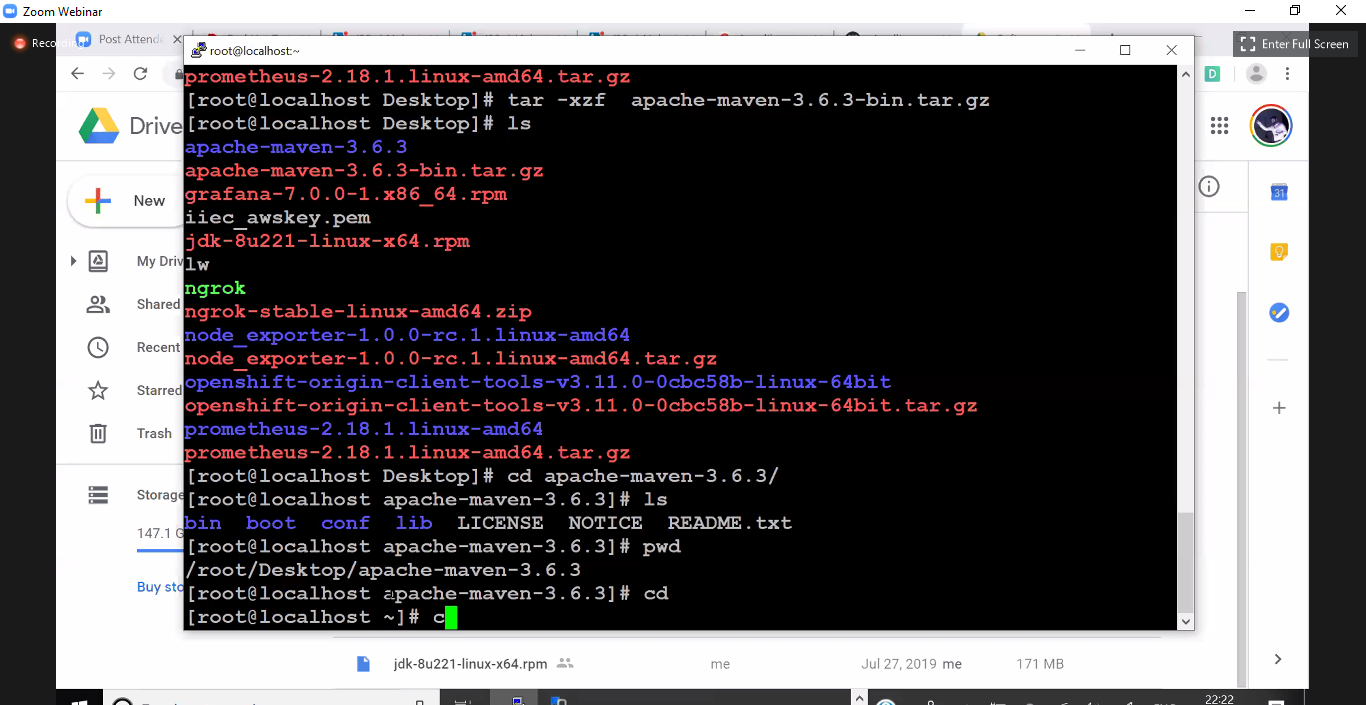 Zoom Webinar
Recording
Post Attende
Enter Full Screen
root@localhost:~
prometheus-2.18.1.linux-amd64.tar.gz
[root@localhost Desktop]# tar -xzf  apache-maven-3.6.3-bin.tar.gz
[root@localhost Desktop]# ls
apache-maven-3.6.3
apache-maven-3.6.3-bin.tar.gz
grafana-7.0.0-1.x86_64.rpm
iiec_awskey.pem
jdk-8u221-linux-x64.rpm
lw
ngrok
ngrok-stable-linux-amd64.zip
node_exporter-1.0.0-rc.1.linux-amd64
node_exporter-1.0.0-rc.1.linux-amd64.tar.gz
openshift-origin-client-tools-v3.11.0-0cbc58b-linux-64bit
openshift-origin-client-tools-v3.11.0-0cbc58b-linux-64bit.tar.gz
prometheus-2.18.1.linux-amd64
prometheus-2.18.1.linux-amd64.tar.gz
[root@localhost Desktop]# cd apache-maven-3.6.3/
[root@localhost apache-maven-3.6.3]# ls
bin  boot  conf  lib  LICENSE  NOTICE  README.txt
[root@localhost apache-maven-3.6.3]# pwd
/root/Desktop/apache-maven-3.6.3
[root@localhost apache-maven-3.6.3]# cd
[root@localhost ~]# c
D
Drive
New
My Driv
Shared
Recent
Starred
Trash
Storage
147.1 G
Buy sto
31
jdk-8u221-linux-x64.rpm me Jul 27, 2019 me 171 MB
22:22